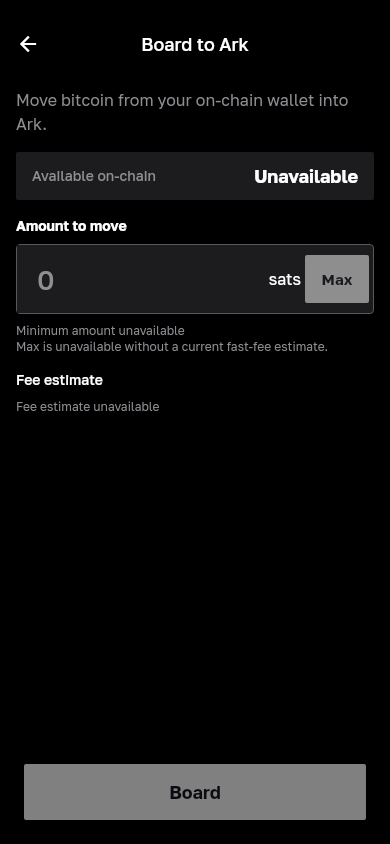 Board to Ark
Move bitcoin from your on-chain wallet into
Ark.
Available on-chain
Unavailable
Amount to move
0
sats
Max
Minimum amount unavailable
Max is unavailable without a current fast-fee estimate.
Fee estimate
Fee estimate unavailable
Board